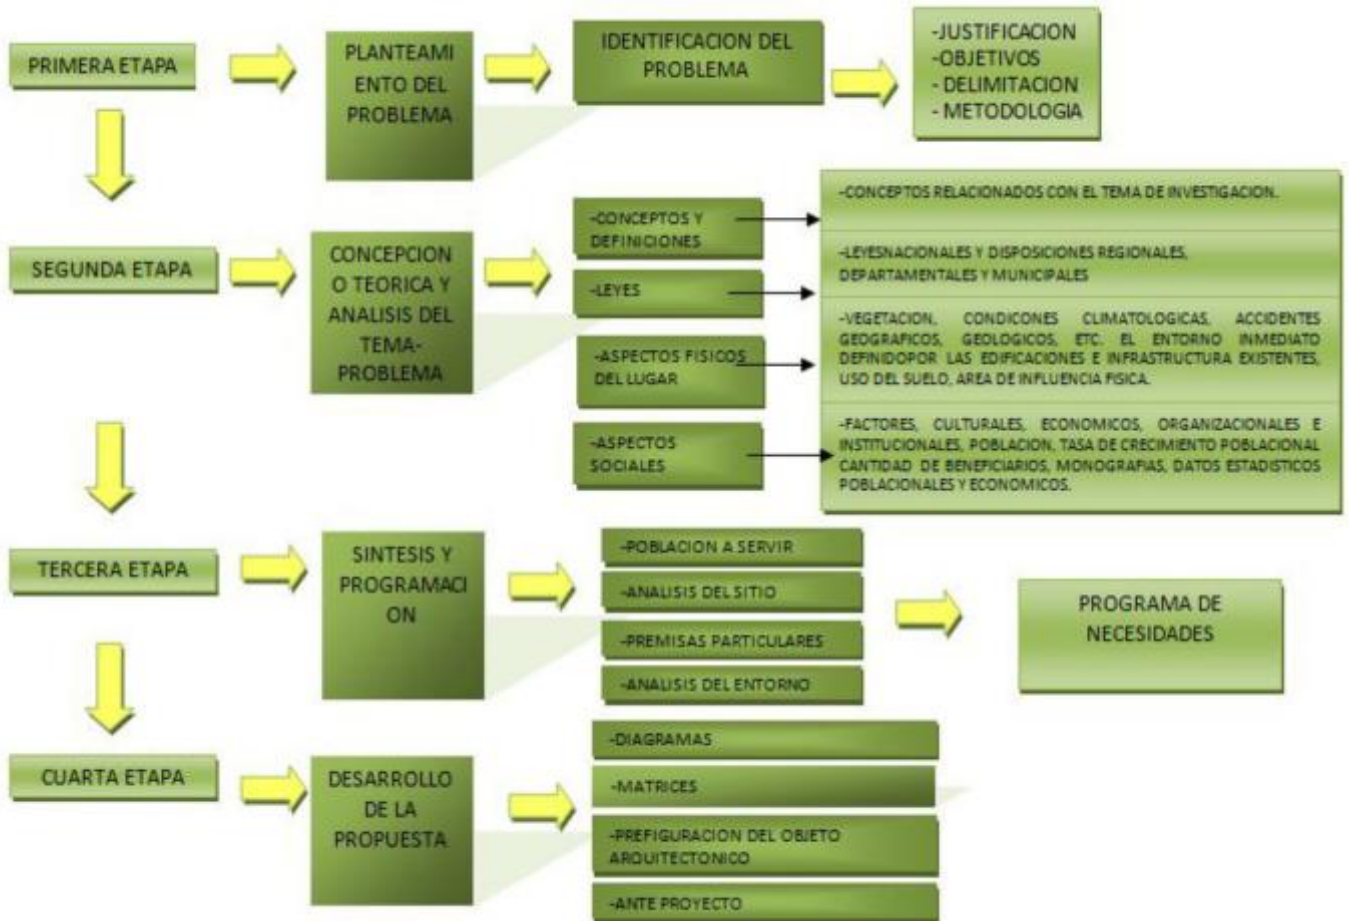 PRIMERA ETAPA
PLANTEAMI
ENTO DEL
PROBLEMA
IDENTIFICACION DEL
PROBLEMA
-JUSTIFICACION
-OBJETIVOS
- DELIMITACION
- METODOLOGIA
SEGUNDA ETAPA
CONCEPCION
O TEORICA Y
ANALISIS DEL
TEMA-
PROBLEMA
-CONCEPTOS Y
DEFINICIONES
-LEYES
-ASPECTOS FISICOS
DEL LUGAR
-ASPECTOS
SOCIALES
-CONCEPTOS RELACIONADOS CON EL TEMA DE INVESTIGACION.
-LEYESNACIONALES Y DISPOSICIONES REGIONALES,
DEPARTAMENTALES Y MUNICIPALES
-VEGETACION, CONDICONES CLIMATOLOGICAS, ACCIDENTES
GEOGRAFICOS, GEOLOGICOS, ETC. EL ENTORNO INMEDIATO
DEFINIDOPOR LAS EDIFICACIONES E INFRASTRUCTURA EXISTENTES,
USO DEL SUELO, AREA DE INFLUENCIA FISICA.
-FACTORES, CULTURALES, ECONOMICOS, ORGANIZACIONALES E
INSTITUCIONALES, POBLACION, TASA DE CRECIMIENTO POBLACIONAL
CANTIDAD DE BENEFICIARIOS, MONOGRAFIAS, DATOS ESTADISTICOS
POBLACIONALES Y ECONOMICOS.
TERCERA ETAPA
SINTESIS Y
PROGRAMACI
ON
-POBLACION A SERVIR
-ANALISIS DEL SITIO
-PREMISAS PARTICULARES
-ANALISIS DEL ENTORNO
PROGRAMA DE
NECESIDADES
CUARTA ETAPA
DESARROLLO
DE LA
PROPUESTA
-DIAGRAMAS
-MATRICES
-PREFIGURACION DEL OBJETO
ARQUITECTONICO
-ANTE PROYECTO